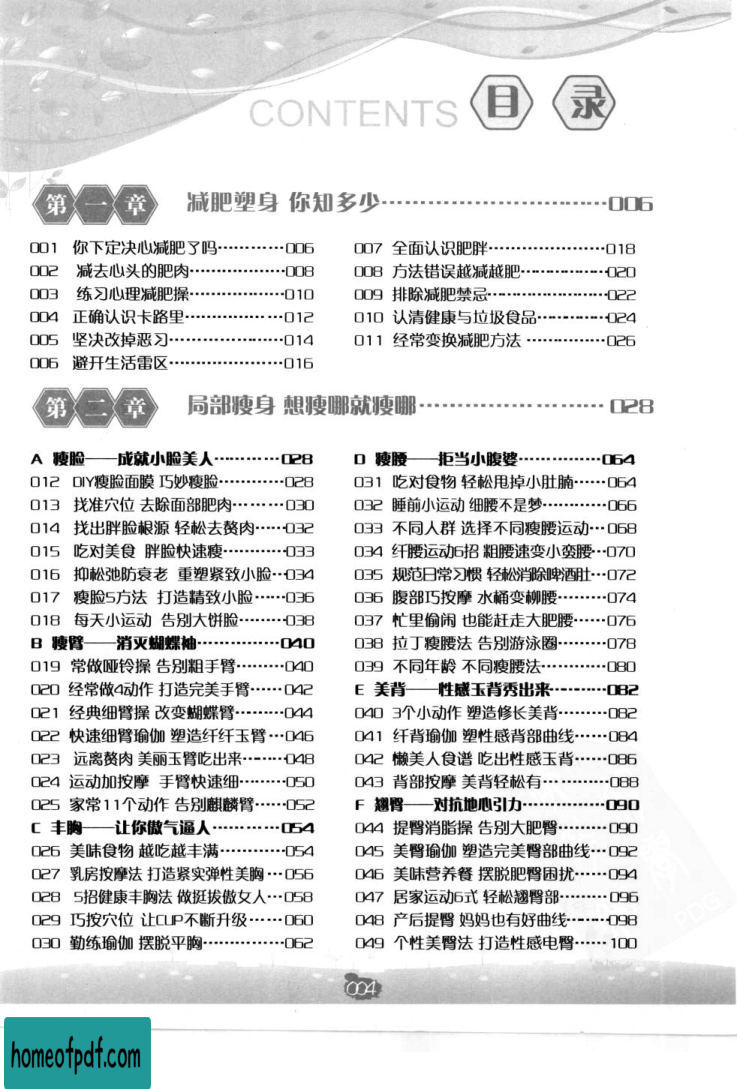 CONTENTS 目 录
第一章 减肥塑身 你知多少……………………………006
001 你下定决心减肥了吗…………006
002 减去心头的肥肉………………008
003 练习心理减肥操………………010
004 正确认识卡路里………………012
005 坚决改掉恶习…………………014
006 避开生活雷区…………………016
007 全面认识肥胖…………………018
008 方法错误越减越肥……………020
009 排除减肥禁忌…………………022
010 认清健康与垃圾食品…………024
011 经常变换减肥方法 ……………026
第二章 局部瘦身 想瘦哪就瘦哪……………………… 028
A 瘦脸——成就小脸美人…………028
012 DIY瘦脸面膜 巧妙瘦脸…………028
013 找准穴位 去除面部肥肉………030
014 找出胖脸根源 轻松去赘肉……032
015 吃对美食 胖脸快速瘦…………033
016 抑松弛防衰老 重塑紧致小脸…034
017 瘦脸5方法 打造精致小脸……036
018 每天小运动 告别大饼脸………038
B 瘦臂——消灭蝴蝶袖……………040
019 常做哑铃操 告别粗手臂………040
020 经常做4动作 打造完美手臂……042
021 经典细臂操 改变蝴蝶臂………044
022 快速细臂瑜伽 塑造纤纤玉臂…046
023 远离赘肉 美丽玉臂吃出来………048
024 运动加按摩 手臂快速细………050
025 家常11个动作 告别麒麟臂……052
C 丰胸——让你傲气逼人…………054
026 美味食物 越吃越丰满…………054
027 乳房按摩法 打造紧实弹性美胸…056
028 5招健康丰胸法 做挺拔傲女人…058
029 巧按穴位 让CUP不断升级……060
030 勤练瑜伽 摆脱平胸……………062
D 瘦腰——拒当小腹婆……………064
031 吃对食物 轻松甩掉小肚腩……064
032 睡前小运动 细腰不是梦…………066
033 不同人群 选择不同瘦腰运动…068
034 纤腰运动6招 粗腰速变小蛮腰…070
035 规范日常习惯 轻松消除啤酒肚…072
036 腹部巧按摩 水桶变柳腰………074
037 忙里偷闲 也能赶走大肥腰……076
038 拉丁瘦腰法 告别游泳圈………078
039 不同年龄 不同瘦腰法…………080
E 美背——性感玉背秀出来…………082
040 3个小动作 塑造修长美背………082
041 纤背瑜伽 塑性感背部曲线……084
042 懒美人食谱 吃出性感玉背……086
043 背部按摩 美背轻松有……………088
F 翘臀——对抗地心引力……………090
044 提臀消脂操 告别大肥臀………090
045 美臀瑜伽 塑造完美臀部曲线…092
046 美味营养餐 摆脱肥臀困扰……094
047 居家运动6式 轻松翘臀部………096
048 产后提臀 妈妈也有好曲线………098
049 个性美臀法 打造性感电臀…… 100
004
PDG
homeofpdf.com